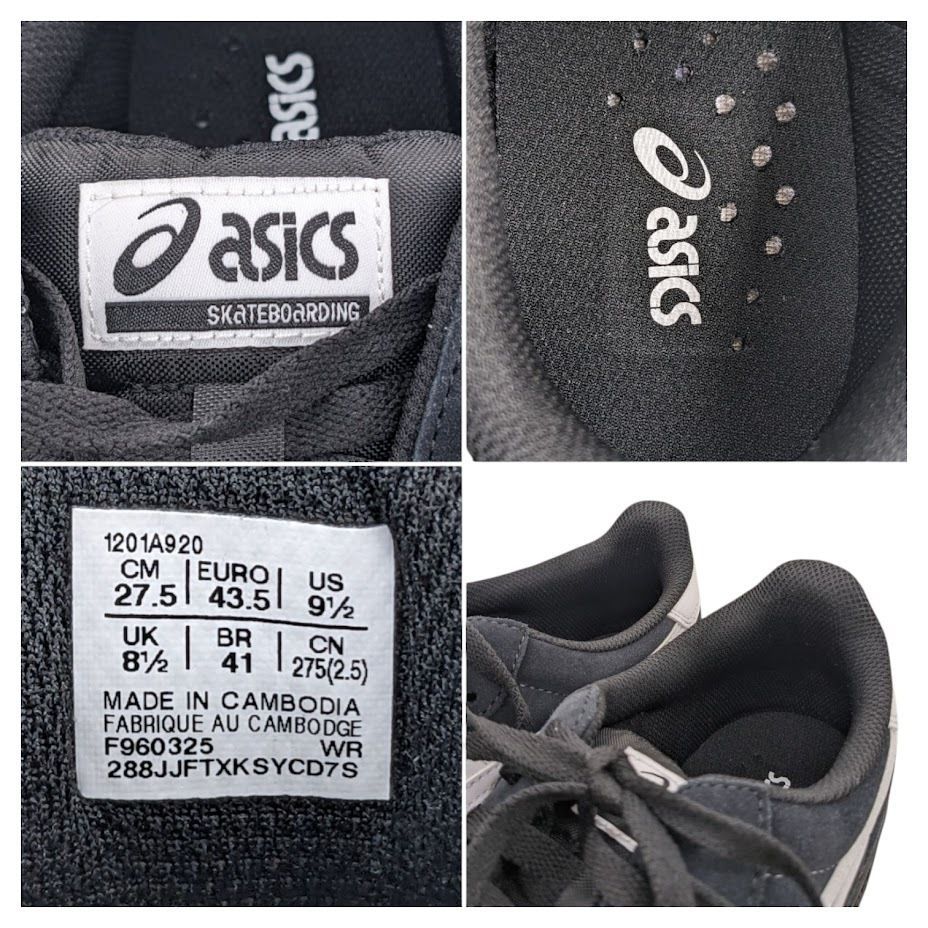 asics
asics
SKATEBOARDING
asics
1201A920
CM EURO US
27.5 43.5 9½
UK BR CN
8½ 41 275(2.5)
MADE IN CAMBODIA
FABRIQUE AU CAMBODGE
F960325 WR
288JJFTXKSYCD7S